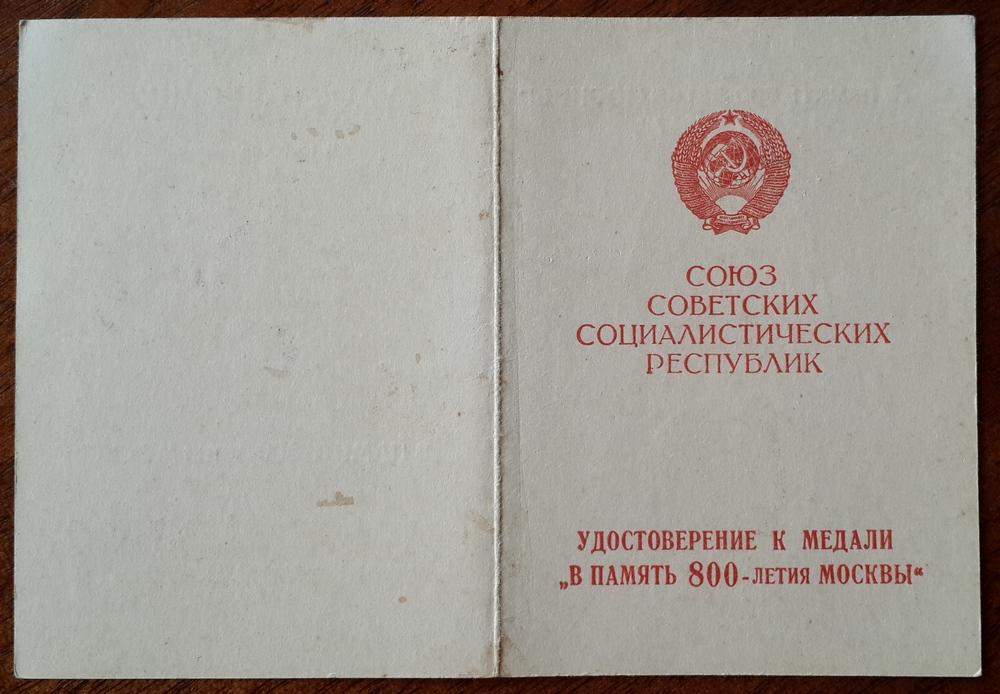 СОЮЗ
СОВЕТСКИХ
СОЦИАЛИСТИЧЕСКИХ
РЕСПУБЛИК
УДОСТОВЕРЕНИЕ К МЕДАЛИ
„В ПАМЯТЬ 800-ЛЕТИЯ МОСКВЫ“